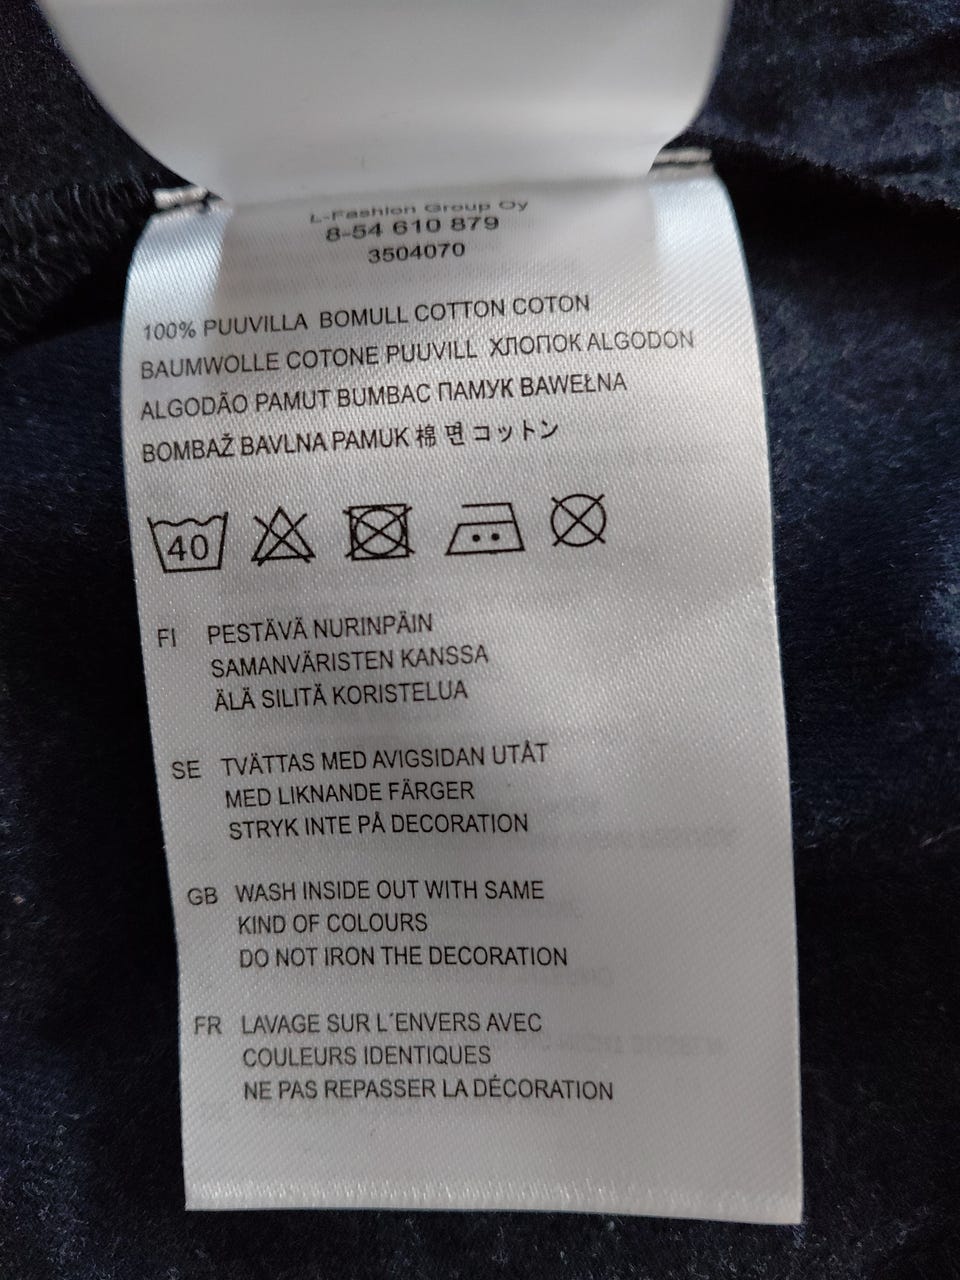 L-Fashion Group Oy
8-54 610 879
3504070
100% PUUVILLA BOMULL COTTON COTON
BAUMWOLLE COTONE PUUVILL ХЛОПОК ALGODON
ALGODÃO PAMUT BUMBAC ПАМУК BAWEŁNA
BOMBAŽ BAVLNA PAMUK 棉 면 コットン
40
FI PESTÄVÄ NURINPÄIN
SAMANVÄRISTEN KANSSA
ÄLÄ SILITÄ KORISTELUA
SE TVÄTTAS MED AVIGSIDAN UTÅT
MED LIKNANDE FÄRGER
STRYK INTE PÅ DECORATION
GB WASH INSIDE OUT WITH SAME
KIND OF COLOURS
DO NOT IRON THE DECORATION
FR LAVAGE SUR L´ENVERS AVEC
COULEURS IDENTIQUES
NE PAS REPASSER LA DÉCORATION